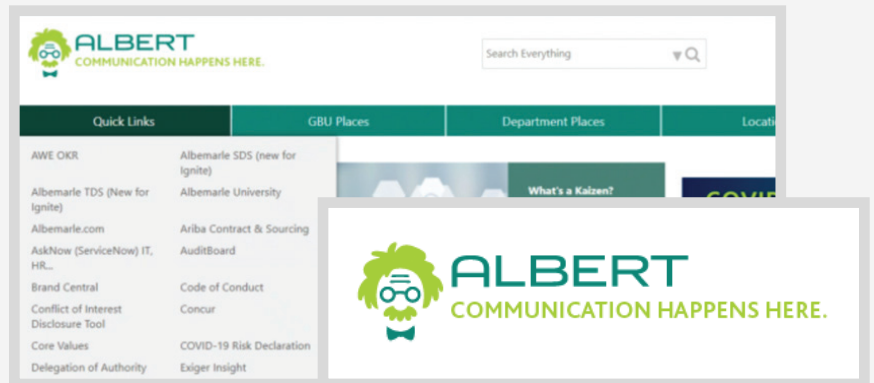 ALBERT
COMMUNICATION HAPPENS HERE.
Search Everything
Quick Links
GBU Places
Department Places
Locati
AWE OKR
Albemarle SDS (new for
Ignite)
Albemarle TDS (New for
Ignite)
Albemarle University
Albemarle.com
Ariba Contract & Sourcing
AskNow (ServiceNow) IT,
HR...
AuditBoard
Brand Central
Code of Conduct
Conflict of Interest
Disclosure Tool
Concur
Core Values
COVID-19 Risk Declaration
Delegation of Authority
Exiger Insight
What's a Kaizen?
COVID
ALBERT
COMMUNICATION HAPPENS HERE.